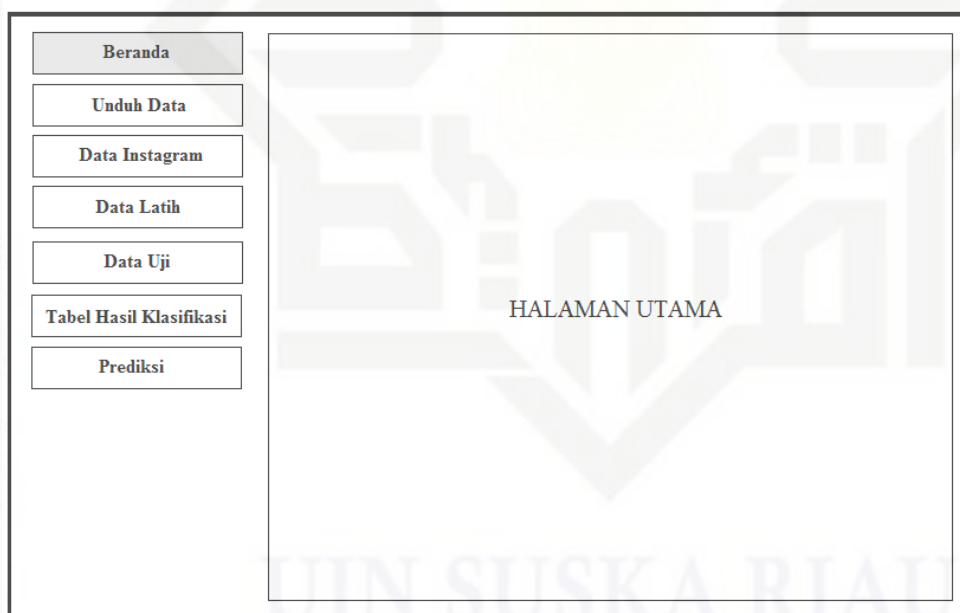 Beranda
Unduh Data
Data Instagram
Data Latih
Data Uji
Tabel Hasil Klasifikasi
Prediksi
HALAMAN UTAMA
UIN SUSKA RIAU